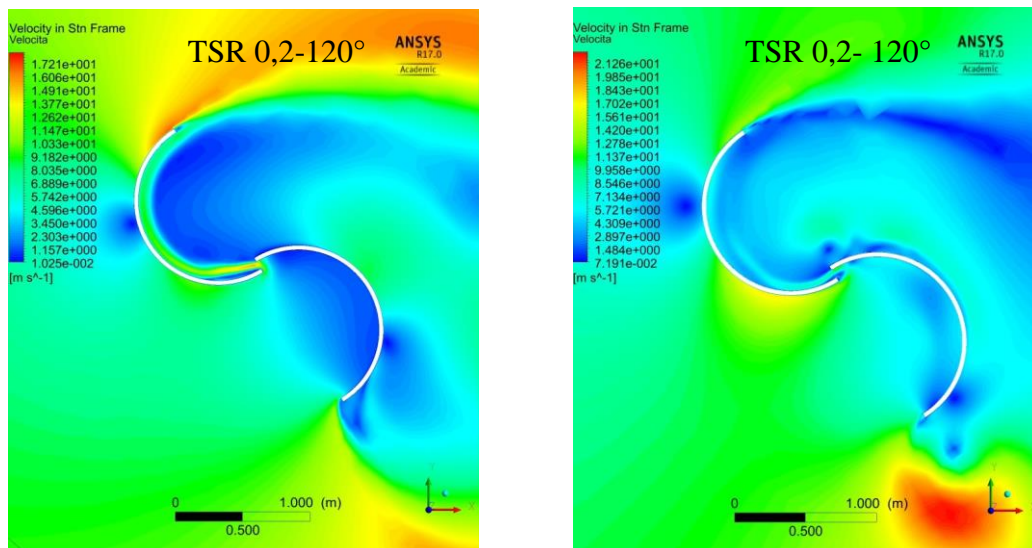 Velocity in Stn Frame
Velocita
TSR 0,2-120°
ANSYS
R17.0
Academic
1.721e+001
1.606e+001
1.491e+001
1.377e+001
1.262e+001
1.147e+001
1.033e+001
9.182e+000
8.035e+000
6.889e+000
5.742e+000
4.596e+000
3.450e+000
2.303e+000
1.157e+000
1.025e-002
[m s^-1]
0
1.000 (m)
0.500
Y
X
Velocity in Stn Frame
Velocita
TSR 0,2- 120°
ANSYS
R17.0
Academic
2.126e+001
1.985e+001
1.843e+001
1.702e+001
1.561e+001
1.420e+001
1.278e+001
1.137e+001
9.958e+000
8.546e+000
7.134e+000
5.721e+000
4.309e+000
2.897e+000
1.484e+000
7.191e-002
[m s^-1]
0
1.000 (m)
0.500
Y
X